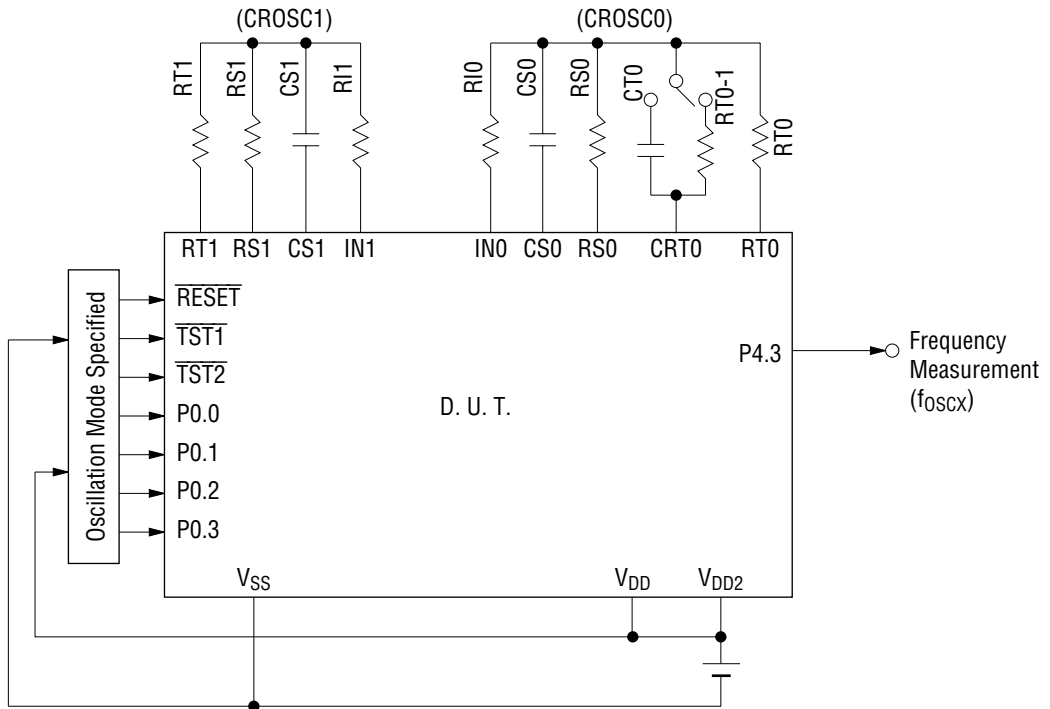 (CROSC1)
(CROSC0)
RT1
RS1
CS1
RI1
RI0
CS0
RS0
CT0
RT0-1
RT0
RT1
RS1
CS1
IN1
IN0
CS0
RS0
CRT0
RT0
Oscillation Mode Specified
RESET
TST1
TST2
P0.0
P0.1
P0.2
P0.3
D. U. T.
P4.3
Frequency
Measurement
(fOSCX)
VSS
VDD
VDD2